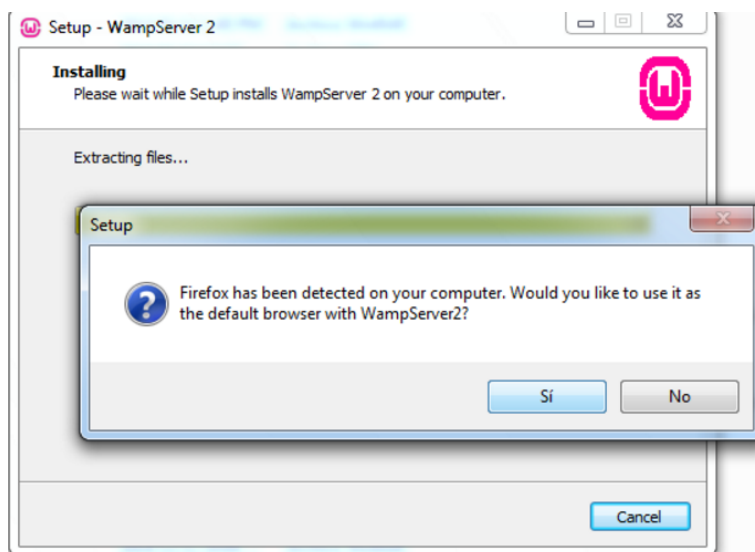 Setup - WampServer 2
Installing
Please wait while Setup installs WampServer 2 on your computer.
Extracting files...
Setup
Firefox has been detected on your computer. Would you like to use it as
the default browser with WampServer2?
Sí
No
Cancel